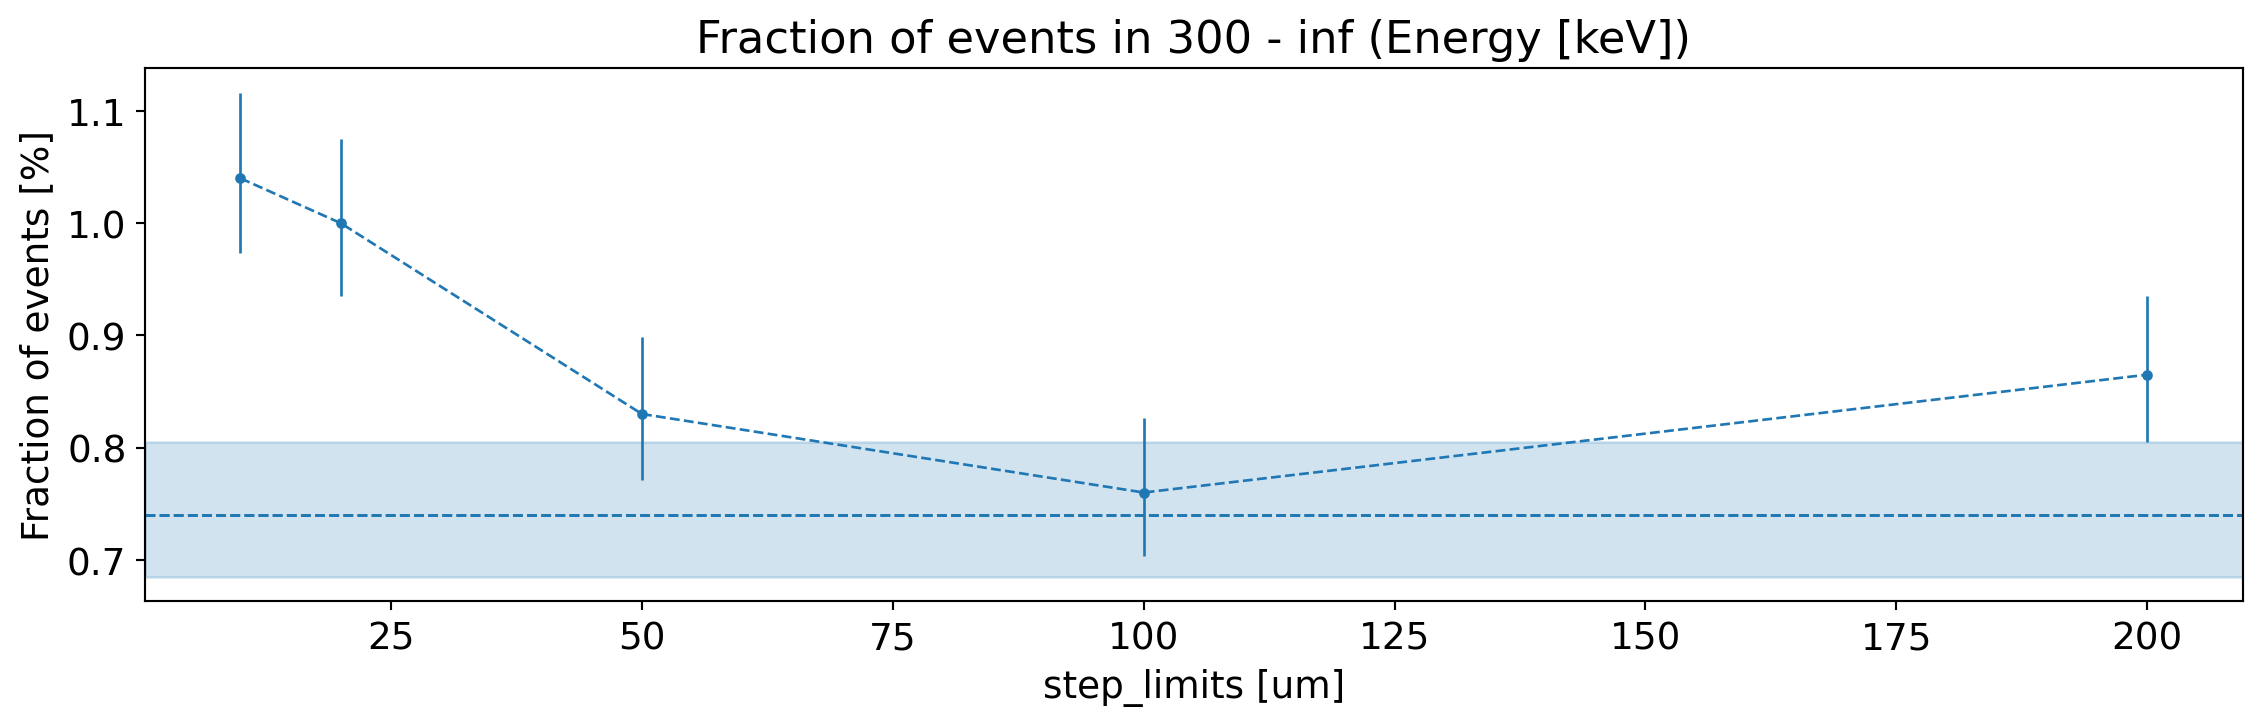 Fraction of events in 300 - inf (Energy [keV])
Fraction of events [%]
1.1
1.0
0.9
0.8
0.7
25 50 75 100 125 150 175 200
step_limits [um]